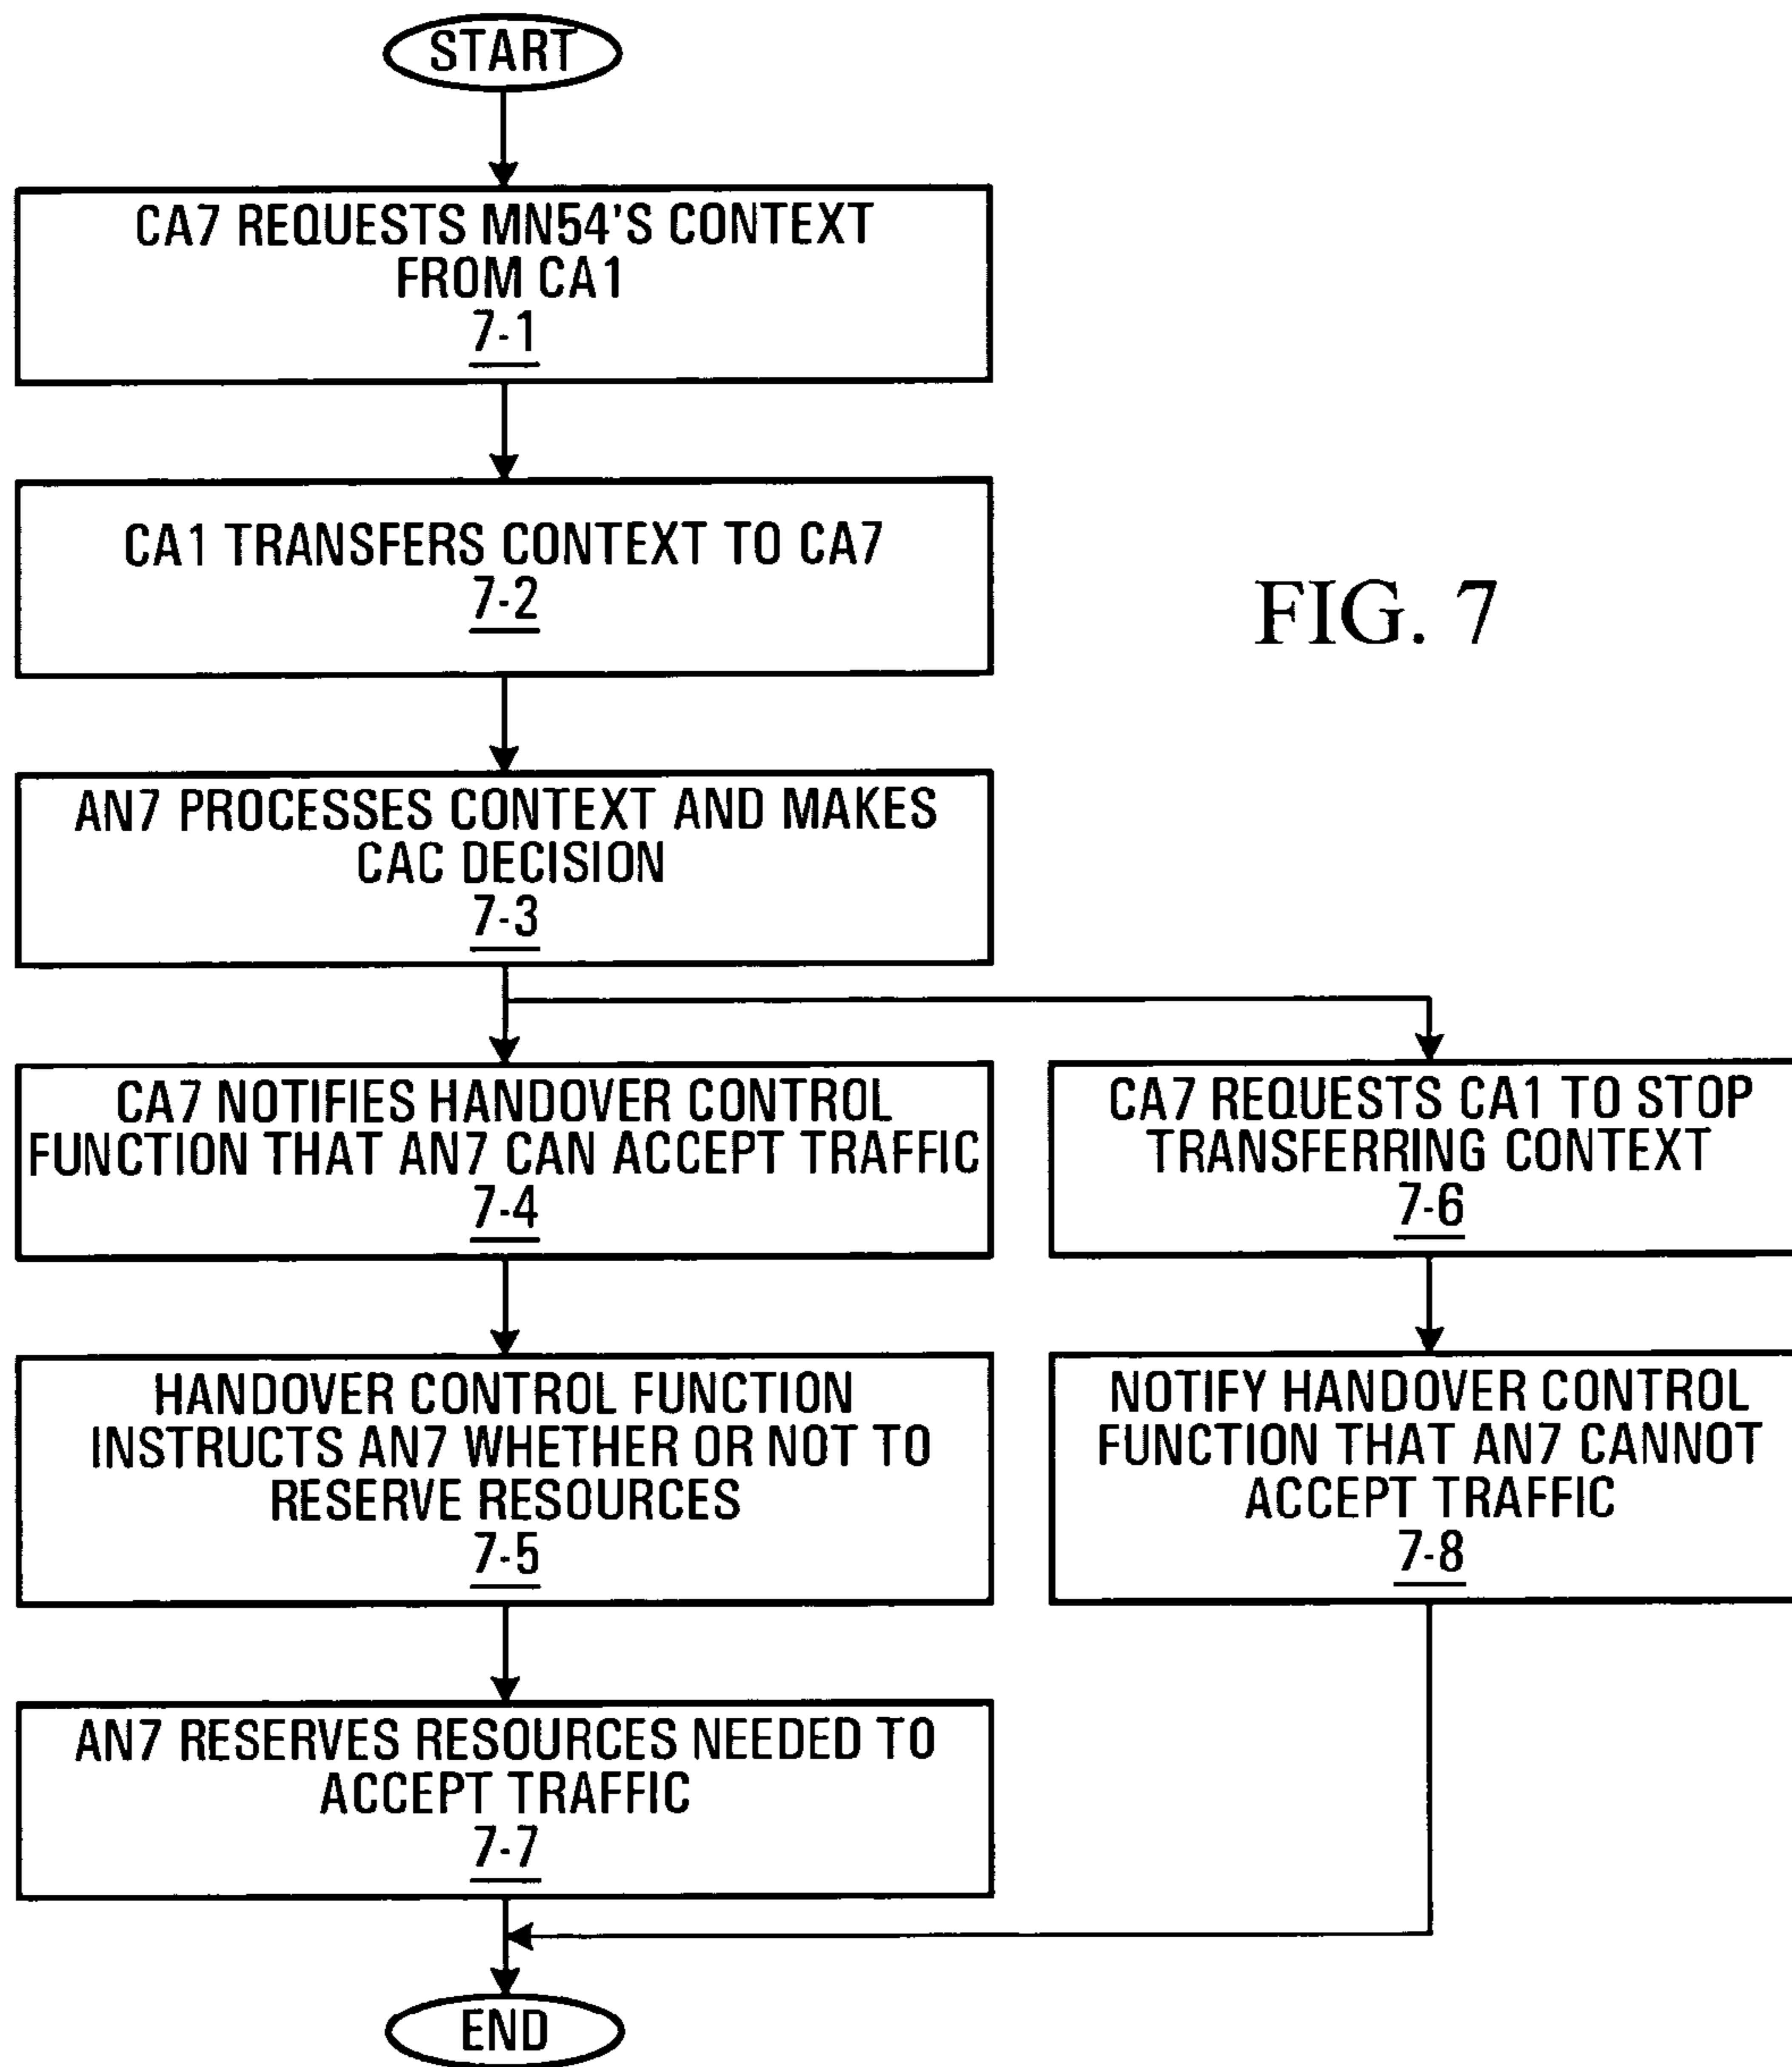 START
CA7 REQUESTS MN54'S CONTEXT
FROM CA1
7-1
CA1 TRANSFERS CONTEXT TO CA7
7-2
FIG. 7
AN7 PROCESSES CONTEXT AND MAKES
CAC DECISION
7-3
CA7 NOTIFIES HANDOVER CONTROL
FUNCTION THAT AN7 CAN ACCEPT TRAFFIC
7-4
CA7 REQUESTS CA1 TO STOP
TRANSFERRING CONTEXT
7-6
HANDOVER CONTROL FUNCTION
INSTRUCTS AN7 WHETHER OR NOT TO
RESERVE RESOURCES
7-5
NOTIFY HANDOVER CONTROL
FUNCTION THAT AN7 CANNOT
ACCEPT TRAFFIC
7-8
AN7 RESERVES RESOURCES NEEDED TO
ACCEPT TRAFFIC
7-7
END